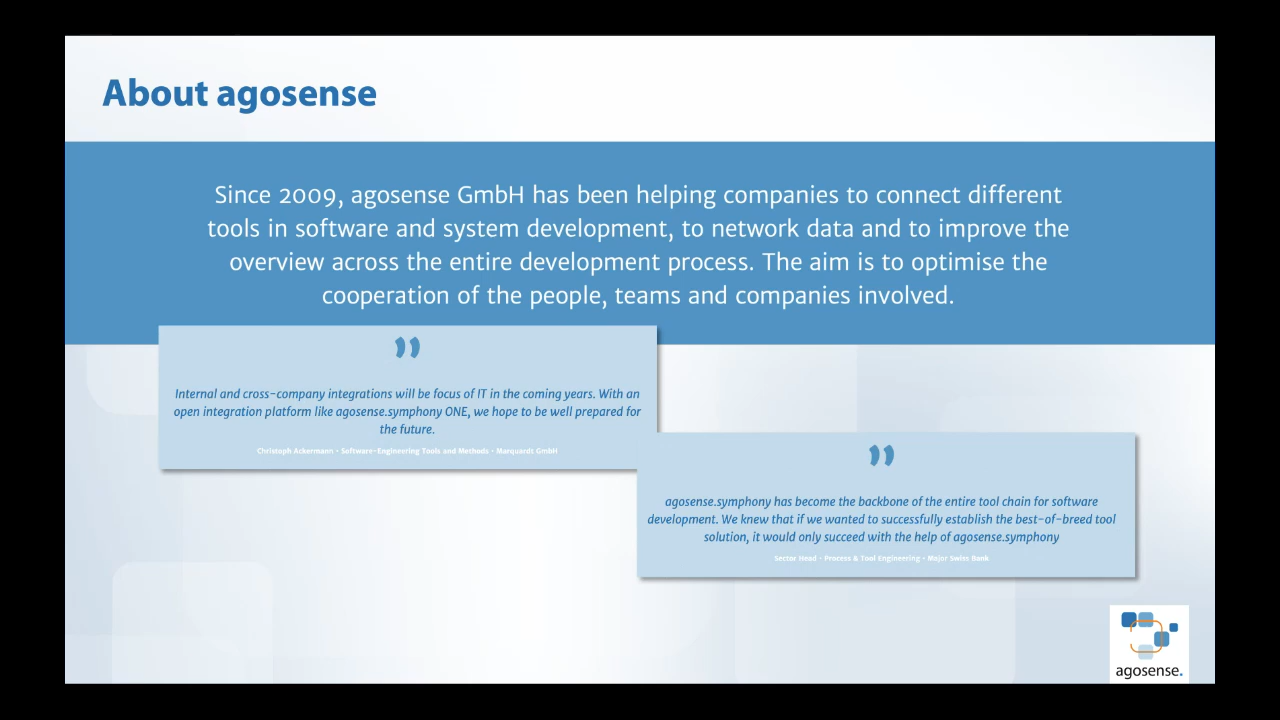 About agosense
Since 2009, agosense GmbH has been helping companies to connect different
tools in software and system development, to network data and to improve the
overview across the entire development process. The aim is to optimise the
cooperation of the people, teams and companies involved.
”
Internal and cross-company integrations will be focus of IT in the coming years. With an
open integration platform like agosense.symphony ONE, we hope to be well prepared for
the future.
Christoph Ackermann - Software-Engineering Tools and Methods - Marquardt GmbH
”
agosense.symphony has become the backbone of the entire tool chain for software
development. We knew that if we wanted to successfully establish the best-of-breed tool
solution, it would only succeed with the help of agosense.symphony
Sector Head - Process & Tool Engineering - Major Swiss Bank
agosense.